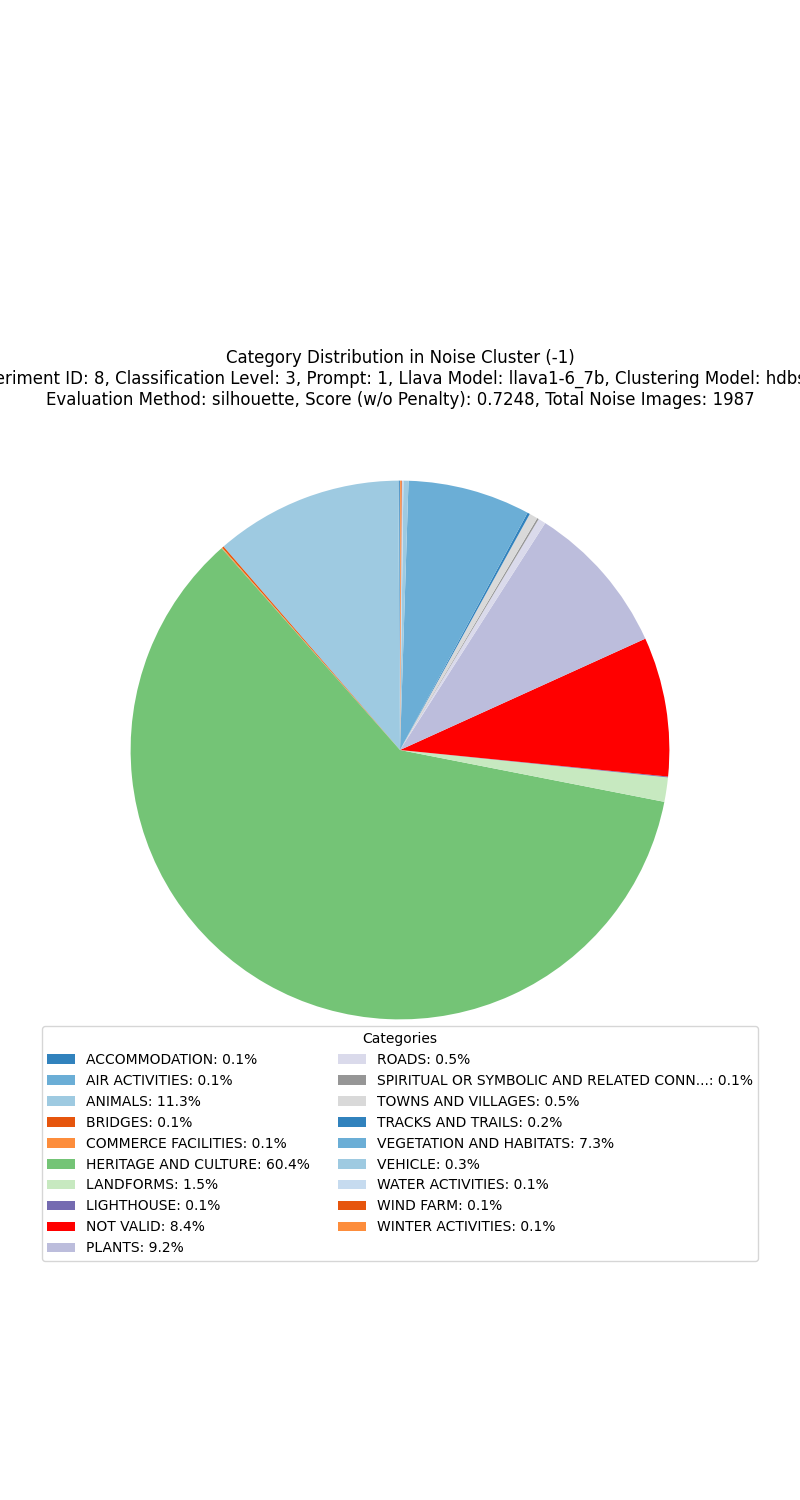 Category Distribution in Noise Cluster (-1)
ID: 8, Classification Level: 3, Prompt: 1, Llava Model: llava1-6_7b, Clustering Model:
Evaluation Method: silhouette, Score (w/o Penalty): 0.7248, Total Noise Images: 1987
Categories
ACCOMMODATION: 0.1%
AIR ACTIVITIES: 0.1%
ANIMALS: 11.3%
BRIDGES: 0.1%
COMMERCE FACILITIES: 0.1%
HERITAGE AND CULTURE: 60.4%
LANDFORMS: 1.5%
LIGHTHOUSE: 0.1%
NOT VALID: 8.4%
PLANTS: 9.2%
ROADS: 0.5%
SPIRITUAL OR SYMBOLIC AND RELATED CONN...: 0.1%
TOWNS AND VILLAGES: 0.5%
TRACKS AND TRAILS: 0.2%
VEGETATION AND HABITATS: 7.3%
VEHICLE: 0.3%
WATER ACTIVITIES: 0.1%
WIND FARM: 0.1%
WINTER ACTIVITIES: 0.1%